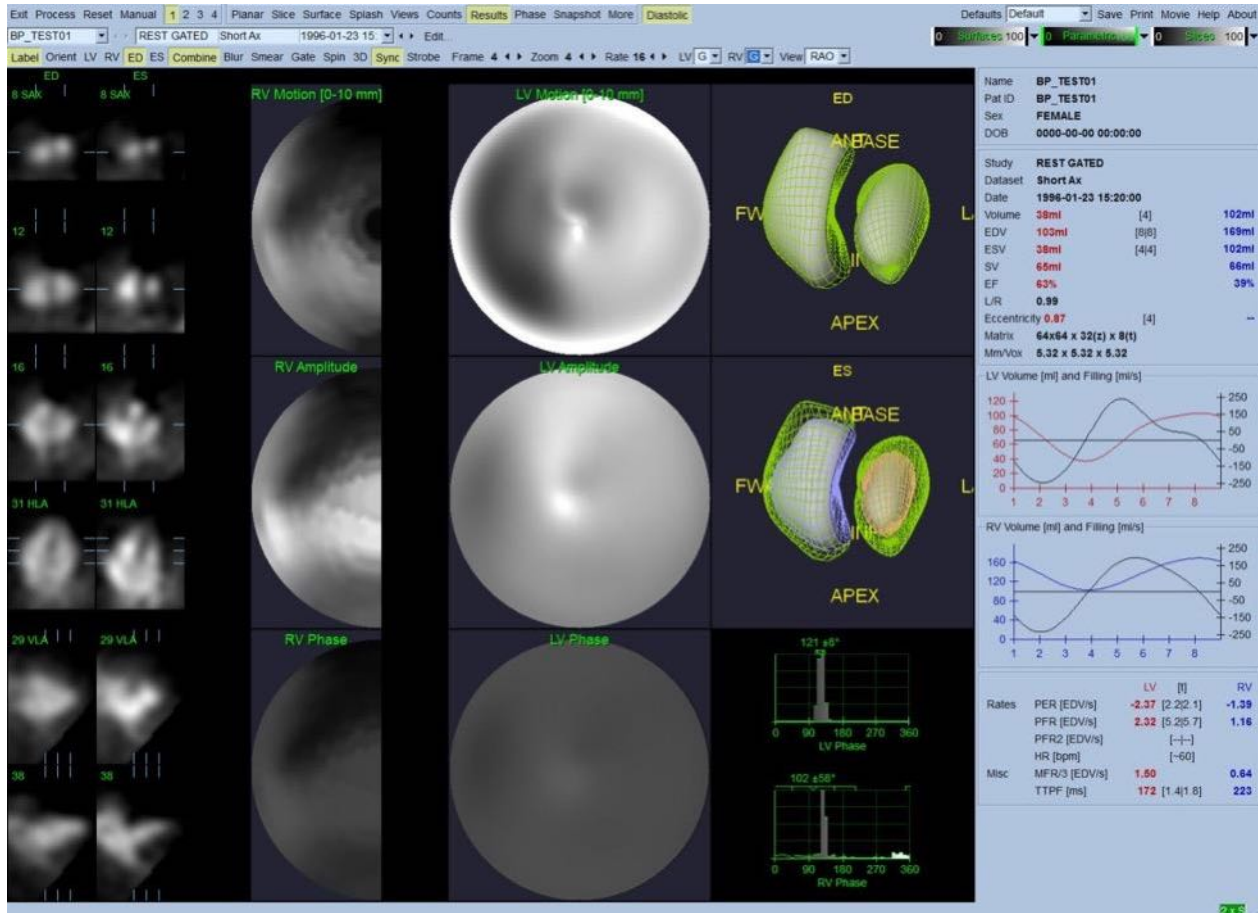 Exit Process Reset Manual 1 2 3 4 Planar Slice Surface Splash Views Counts Results Phase Snapshot More Diastolic Defaults Default Save Print Movie Help About
BP_TEST01 REST GATED Short Ax 1996-01-23 15: Edit... 0 Surfaces 100 0 Parametric 0 Slices 100
Label Orient LV RV ED ES Combine Blur Smear Gate Spin 3D Sync Strobe Frame 4 Zoom 4 Rate 16 LV G RV G View RAO
ED ES
8 SAX 8 SAX
12 12
16 16
31 HLA 31 HLA
29 VLA 29 VLA
38 38
RV Motion [0-10 mm]
LV Motion [0-10 mm]
ED
ANT BASE
FW
APEX
RV Amplitude
LV Amplitude
ES
ANT BASE
FW
INF
APEX
RV Phase
LV Phase
121 ±6°
0 90 180 270 360
LV Phase
102 ±58°
0 90 180 270 360
RV Phase
Name BP_TEST01
Pat ID BP_TEST01
Sex FEMALE
DOB 0000-00-00 00:00:00
Study REST GATED
Dataset Short Ax
Date 1996-01-23 15:20:00
Volume 38ml [4] 102ml
EDV 103ml [8|8] 169ml
ESV 38ml [4|4] 102ml
SV 65ml 66ml
EF 63% 39%
L/R 0.99
Eccentricity 0.87 [4] --
Matrix 64x64 x 32(z) x 8(t)
Mm/Vox 5.32 x 5.32 x 5.32
LV Volume [ml] and Filling [ml/s]
120 250
100 150
80 50
60
40 -50
20 -150
0 -250
1 2 3 4 5 6 7 8
RV Volume [ml] and Filling [ml/s]
250
160 150
120 50
80 -50
40 -150
0 -250
1 2 3 4 5 6 7 8
LV [t] RV
Rates PER [EDV/s] -2.37 [2.2|2.1] -1.39
PFR [EDV/s] 2.32 [5.2|5.7] 1.16
PFR2 [EDV/s] [--|--]
HR [bpm] [~60]
Misc MFR/3 [EDV/s] 1.50 0.64
TTPF [ms] 172 [1.4|1.8] 223
2 x S